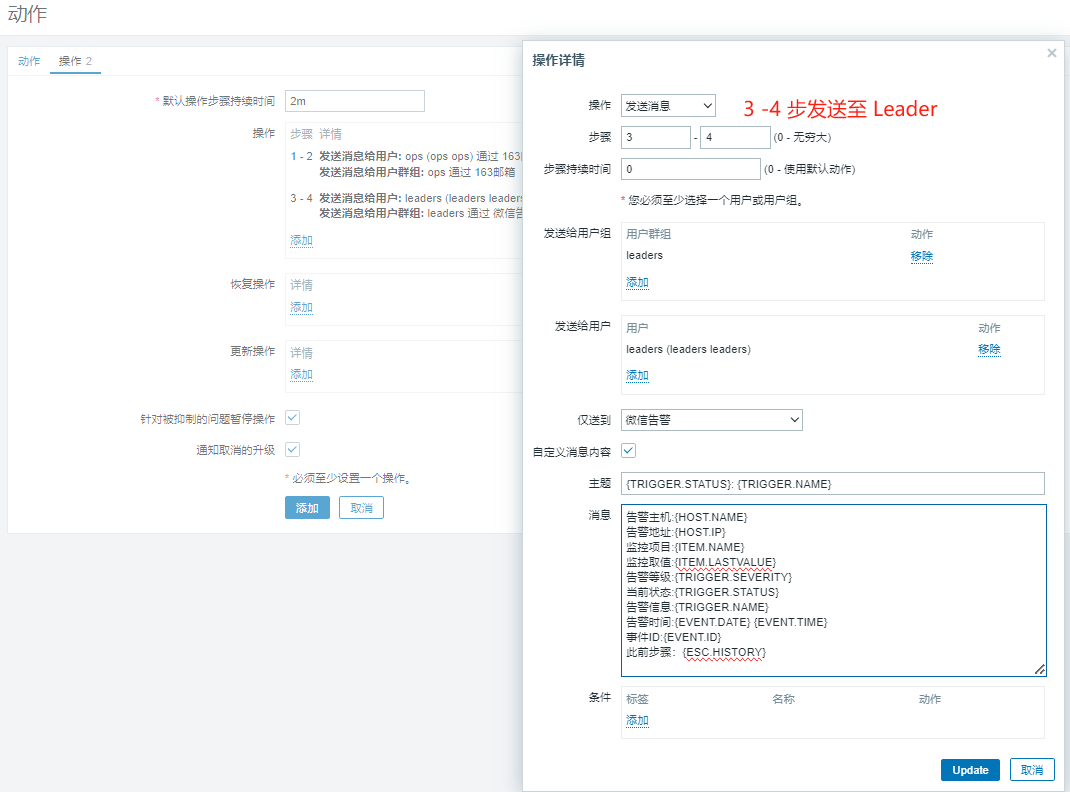 动作
动作 操作 2
* 默认操作步骤持续时间 2m
操作 步骤 详情
1 - 2 发送消息给用户: ops (ops ops) 通过 163
发送消息给用户群组: ops 通过 163邮箱
3 - 4 发送消息给用户: leaders (leaders leaders
发送消息给用户群组: leaders 通过 微信告
添加
恢复操作 详情
添加
更新操作 详情
添加
针对被抑制的问题暂停操作
通知取消的升级
* 必须至少设置一个操作。
添加 取消
操作详情
操作 发送消息 3 -4 步发送至 Leader
步骤 3 - 4 (0 - 无穷大)
步骤持续时间 0 (0 - 使用默认动作)
* 您必须至少选择一个用户或用户组。
发送给用户组 用户群组 动作
leaders 移除
添加
发送给用户 用户 动作
leaders (leaders leaders) 移除
添加
仅送到 微信告警
自定义消息内容
主题 {TRIGGER.STATUS}: {TRIGGER.NAME}
消息 告警主机:{HOST.NAME}
告警地址:{HOST.IP}
监控项目:{ITEM.NAME}
监控取值:{ITEM.LASTVALUE}
告警等级:{TRIGGER.SEVERITY}
当前状态:{TRIGGER.STATUS}
告警信息:{TRIGGER.NAME}
告警时间:{EVENT.DATE} {EVENT.TIME}
事件ID:{EVENT.ID}
此前步骤：{ESC.HISTORY}
条件 标签 名称 动作
添加
Update 取消